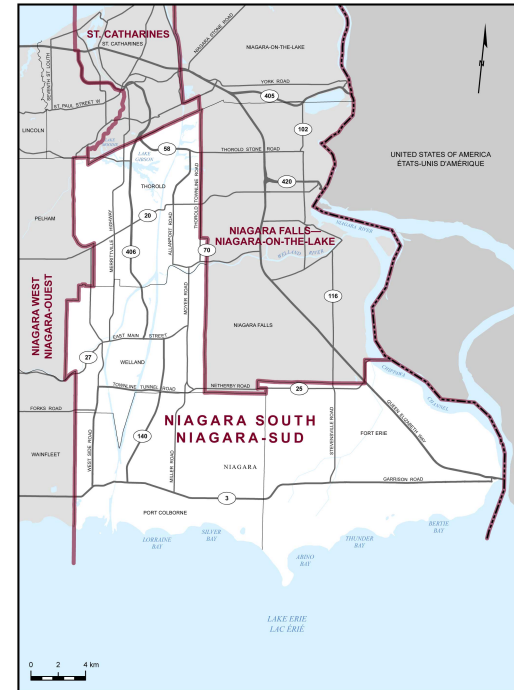 ST. CATHARINES
ST. CATHARINES
NIAGARA STONE ROAD
NIAGARA-ON-THE-LAKE
N
SEVENTH ST. LOUTH
YORK ROAD
405
ST. PAUL STREET W.
102
LINCOLN
58
THOROLD STONE ROAD
LAKE
GIBSON
UNITED STATES OF AMERICA
ÉTATS-UNIS D'AMÉRIQUE
THOROLD
420
PELHAM
MERRITTVILLE HIGHWAY
20
ALLANPORT ROAD
THOROLD TOWNLINE ROAD
NIAGARA RIVER
NIAGARA FALLS—
NIAGARA-ON-THE-LAKE
406
70
WELLAND RIVER
NIAGARA WEST
NIAGARA-OUEST
MOYER ROAD
116
NIAGARA FALLS
EAST MAIN STREET
27
WELLAND
CHIPPAWA
CHANNEL
TOWNLINE TUNNEL ROAD
NETHERBY ROAD
25
QUEEN ELIZABETH WAY
FORKS ROAD
NIAGARA SOUTH
NIAGARA-SUD
WEST SIDE ROAD
140
MILLER ROAD
STEVENSVILLE ROAD
FORT ERIE
WAINFLEET
NIAGARA
GARRISON ROAD
3
PORT COLBORNE
LORRAINE
BAY
SILVER
BAY
ABINO
BAY
THUNDER
BAY
BERTIE
BAY
LAKE ERIE
LAC ÉRIÉ
0 2 4 km